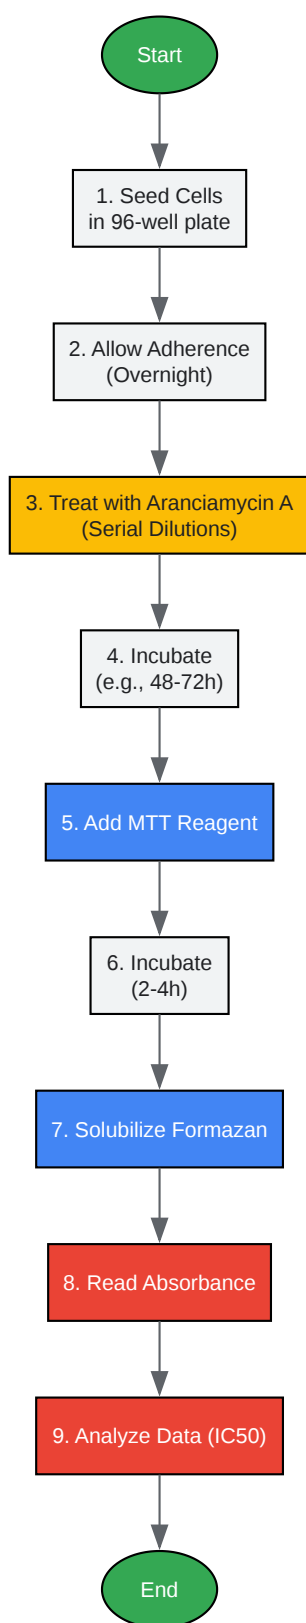 Start
1. Seed Cells
in 96-well plate
2. Allow Adherence
(Overnight)
3. Treat with Aranciamycin A
(Serial Dilutions)
4. Incubate
(e.g., 48-72h)
5. Add MTT Reagent
6. Incubate
(2-4h)
7. Solubilize Formazan
8. Read Absorbance
9. Analyze Data (IC50)
End